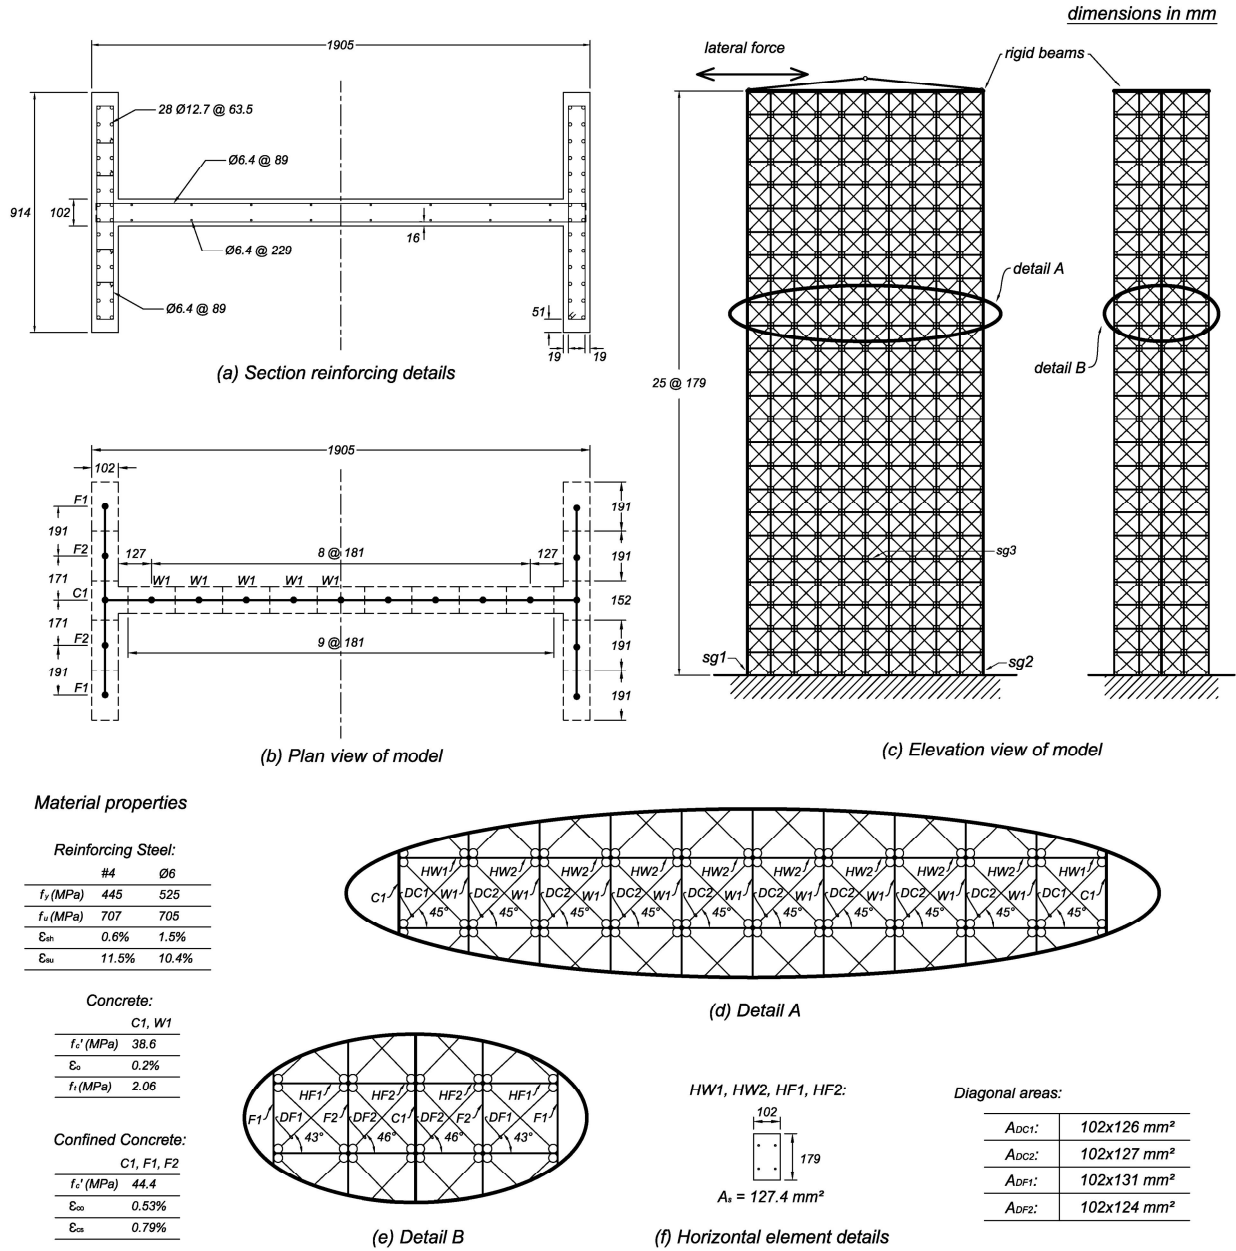 dimensions in mm
1905
28 Ø12.7 @ 63.5
Ø6.4 @ 89
914
102
16
Ø6.4 @ 229
Ø6.4 @ 89
51
19
19
(a) Section reinforcing details
1905
102
F1
191
F2
171
C1
171
F2
191
F1
127
8 @ 181
127
W1
W1
W1
W1
W1
9 @ 181
191
191
152
191
191
(b) Plan view of model
lateral force
rigid beams
25 @ 179
detail A
detail B
sg3
sg1
sg2
(c) Elevation view of model
Material properties
Reinforcing Steel:
#4 Ø6
fy (MPa) 445 525
fu (MPa) 707 705
Ɛsh 0.6% 1.5%
Ɛsu 11.5% 10.4%
Concrete:
C1, W1
fc' (MPa) 38.6
Ɛo 0.2%
ft (MPa) 2.06
Confined Concrete:
C1, F1, F2
fc' (MPa) 44.4
Ɛco 0.53%
Ɛcs 0.79%
HW1 HW2 HW2 HW2 HW2 HW2 HW2 HW2 HW2 HW1
C1 DC1 W1 DC2 W1 DC2 W1 DC2 W1 DC2 W1 DC2 W1 DC2 W1 DC2 W1 DC2 W1 DC1 C1
45° 45° 45° 45° 45° 45° 45° 45° 45° 45°
(d) Detail A
HF1 HF2 HF2 HF1
F1 DF1 F2 DF2 C1 DF2 F2 DF1 F1
43° 46° 46° 43°
(e) Detail B
HW1, HW2, HF1, HF2:
102
179
As = 127.4 mm²
(f) Horizontal element details
Diagonal areas:
ADC1: 102x126 mm²
ADC2: 102x127 mm²
ADF1: 102x131 mm²
ADF2: 102x124 mm²